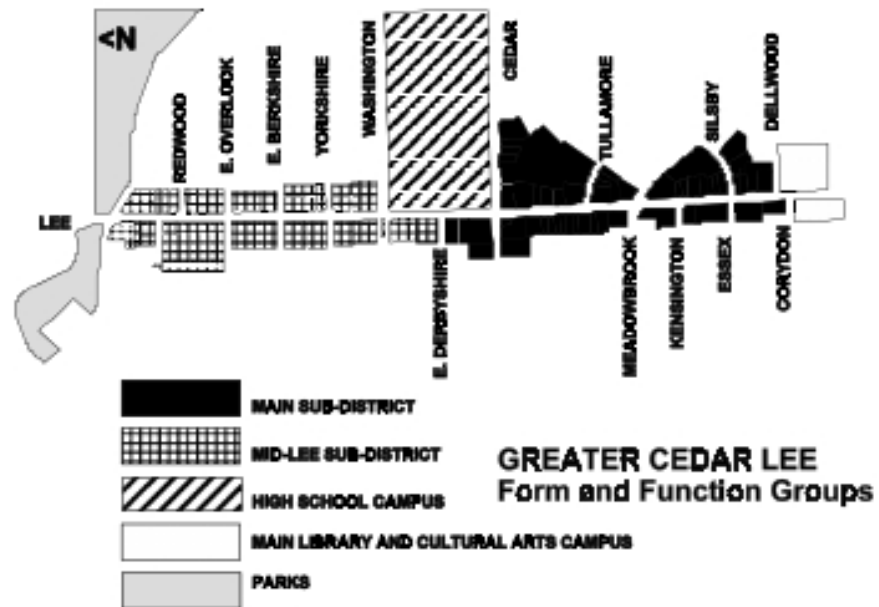 <N
LEE
REDWOOD
E. OVERLOOK
E. BERKSHIRE
YORKSHIRE
WASHINGTON
CEDAR
TULLAMORE
SILSBY
DELLWOOD
E. DERBYSHIRE
MEADOWBROOK
KENSINGTON
ESSEX
CORYDON
MAIN SUB-DISTRICT
MID-LEE SUB-DISTRICT
HIGH SCHOOL CAMPUS
MAIN LIBRARY AND CULTURAL ARTS CAMPUS
PARKS
GREATER CEDAR LEE
Form and Function Groups